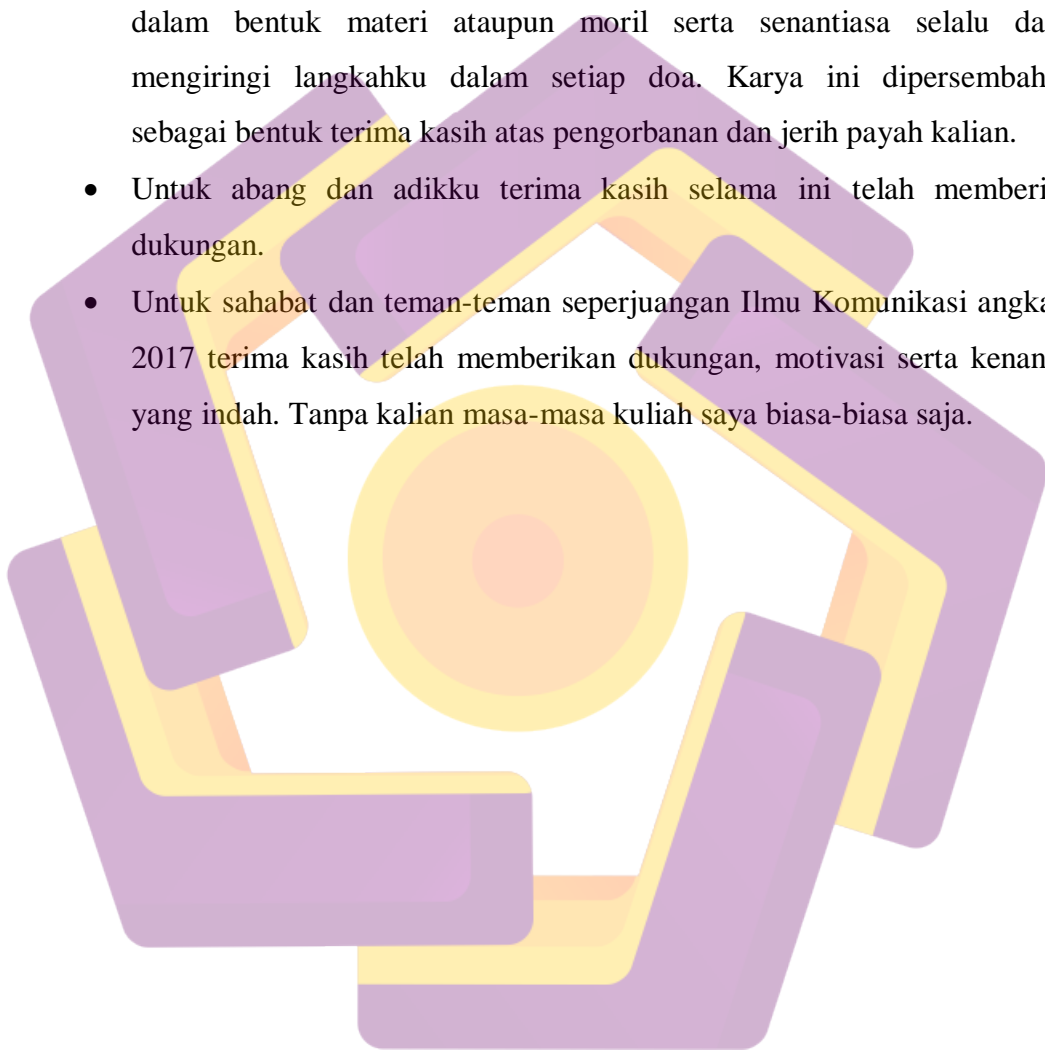 dalam bentuk materi ataupun moril serta senantiasa selalu da
mengiringi langkahku dalam setiap doa. Karya ini dipersembah
sebagai bentuk terima kasih atas pengorbanan dan jerih payah kalian.
• Untuk abang dan adikku terima kasih selama ini telah memberi
dukungan.
• Untuk sahabat dan teman-teman seperjuangan Ilmu Komunikasi angka
2017 terima kasih telah memberikan dukungan, motivasi serta kenan
yang indah. Tanpa kalian masa-masa kuliah saya biasa-biasa saja.